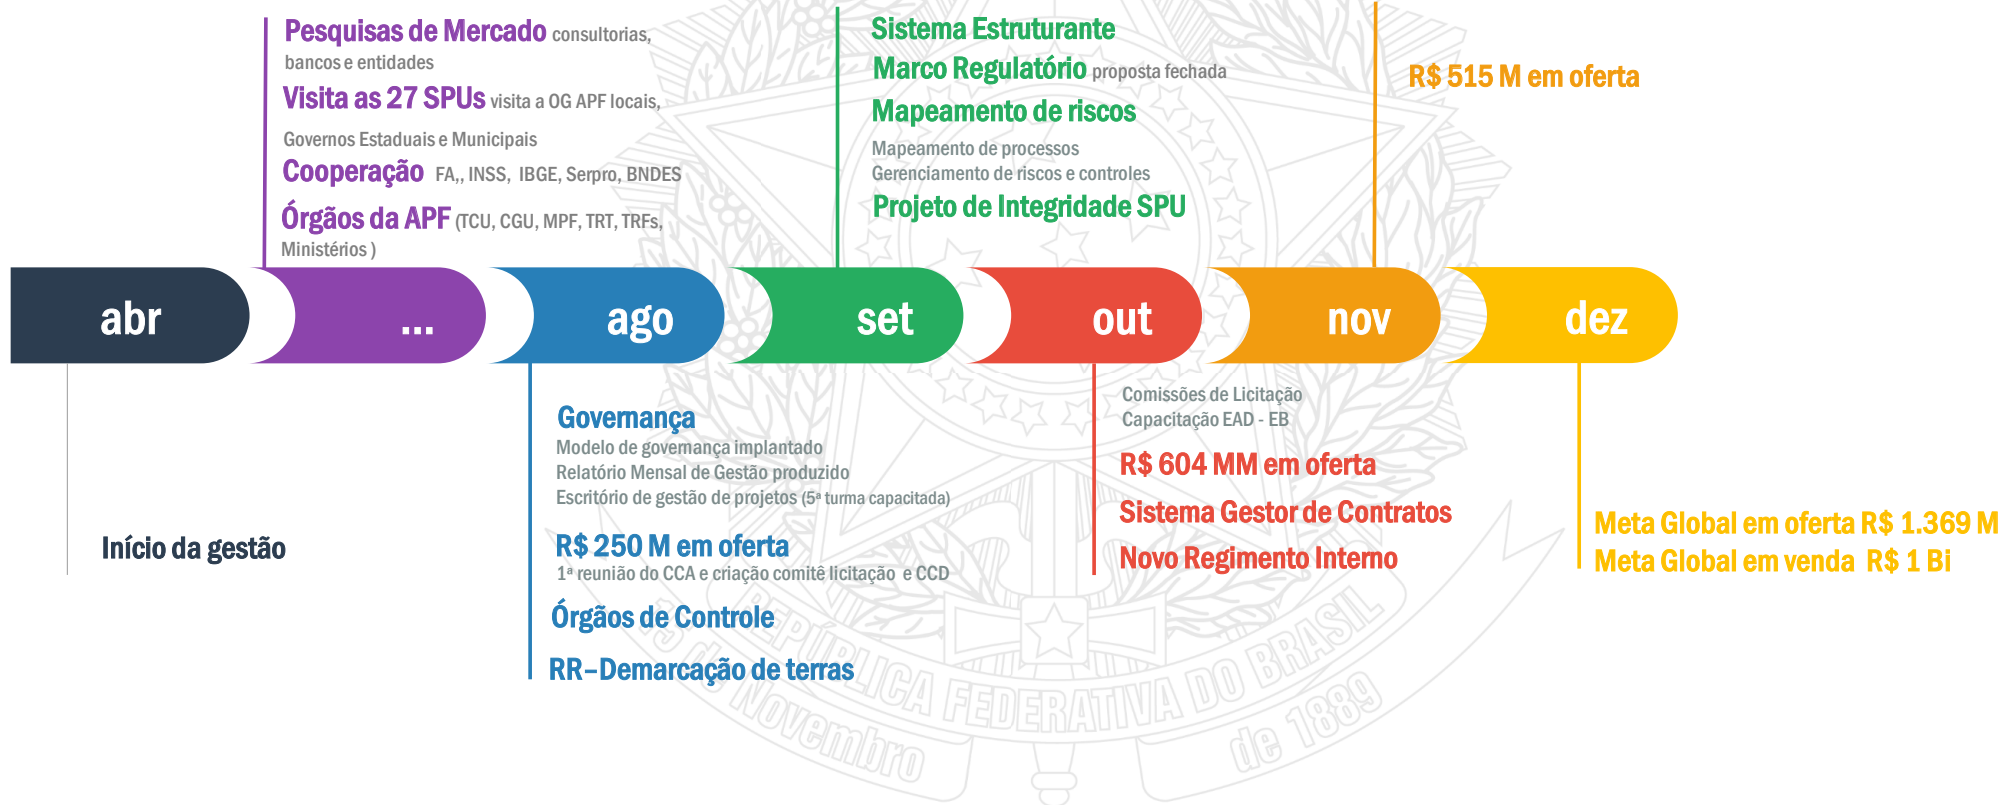 Pesquisas de Mercado consultorias,
bancos e entidades
Visita as 27 SPUs visita a OG APF locais,
Governos Estaduais e Municipais
Cooperação FA,, INSS, IBGE, Serpro, BNDES
Órgãos da APF (TCU, CGU, MPF, TRT, TRFs,
Ministérios )
Sistema Estruturante
Marco Regulatório proposta fechada
Mapeamento de riscos
Mapeamento de processos
Gerenciamento de riscos e controles
Projeto de Integridade SPU
R$ 515 M em oferta
abr
...
ago
set
out
nov
dez
Início da gestão
Governança
Modelo de governança implantado
Relatório Mensal de Gestão produzido
Escritório de gestão de projetos (5ª turma capacitada)
R$ 250 M em oferta
1ª reunião do CCA e criação comitê licitação e CCD
Órgãos de Controle
RR–Demarcação de terras
Comissões de Licitação
Capacitação EAD - EB
R$ 604 MM em oferta
Sistema Gestor de Contratos
Novo Regimento Interno
Meta Global em oferta R$ 1.369 M
Meta Global em venda R$ 1 Bi
REPÚBLICA FEDERATIVA DO BRASIL
15 de Novembro de 1889